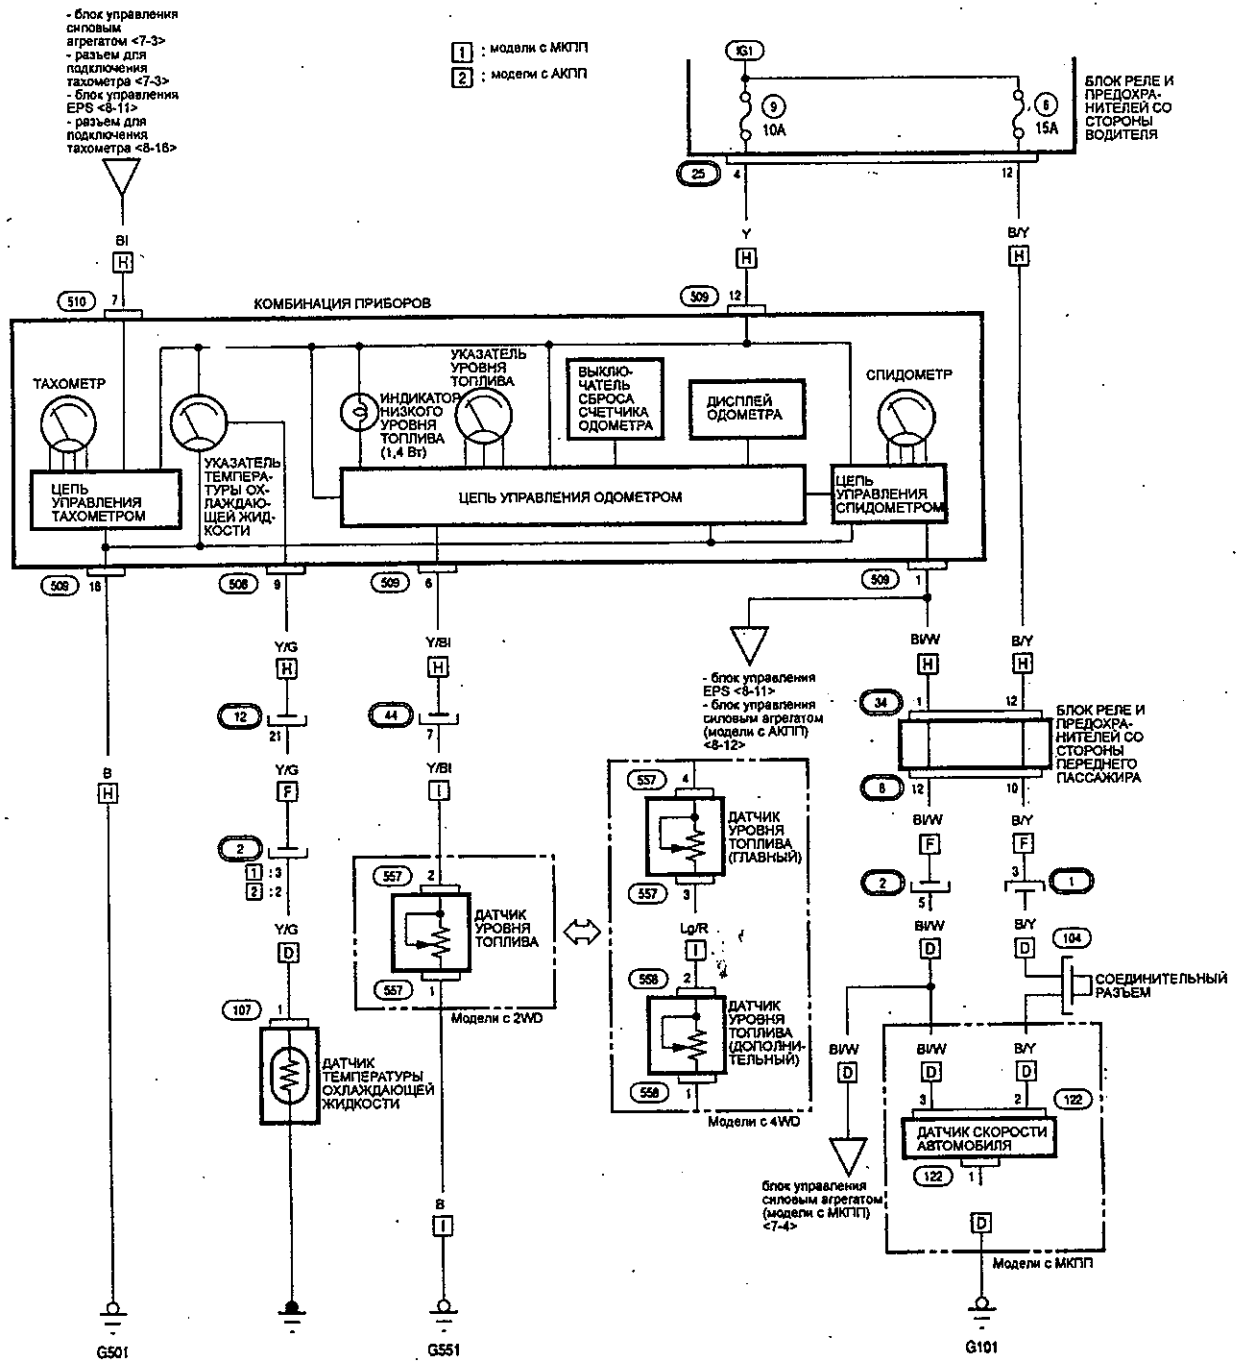 - блок управления
силовым
агрегатом <7-3>
- разъем для
подключения
тахометра <7-3>
- блок управления
EPS <8-11>
- разъем для
подключения
тахометра <8-16>
1 : модели с МКПП
2 : модели с АКПП
IG1
9
10A
6
15A
БЛОК РЕЛЕ И
ПРЕДОХРА-
НИТЕЛЕЙ СО
СТОРОНЫ
ВОДИТЕЛЯ
25
4
12
Bl
H
Y
H
B/Y
H
510
7
КОМБИНАЦИЯ ПРИБОРОВ
509
12
ТАХОМЕТР
УКАЗАТЕЛЬ
ТЕМПЕРА-
ТУРЫ ОХ-
ЛАЖДАЮ-
ЩЕЙ ЖИД-
КОСТИ
ИНДИКАТОР
НИЗКОГО
УРОВНЯ
ТОПЛИВА
(1,4 Вт)
УКАЗАТЕЛЬ
УРОВНЯ
ТОПЛИВА
ВЫКЛЮ-
ЧАТЕЛЬ
СБРОСА
СЧЕТЧИКА
ОДОМЕТРА
ДИСПЛЕЙ
ОДОМЕТРА
СПИДОМЕТР
ЦЕПЬ
УПРАВЛЕНИЯ
ТАХОМЕТРОМ
ЦЕПЬ УПРАВЛЕНИЯ ОДОМЕТРОМ
ЦЕПЬ
УПРАВЛЕНИЯ
СПИДОМЕТРОМ
509
16
508
9
509
6
509
1
Y/G
H
Y/Bl
H
- блок управления
EPS <8-11>
- блок управления
силовым агрегатом
(модели с АКПП)
<8-12>
Bl/W
H
B/Y
H
12
21
44
7
34
1
12
БЛОК РЕЛЕ И
ПРЕДОХРА-
НИТЕЛЕЙ СО
СТОРОНЫ
ПЕРЕДНЕГО
ПАССАЖИРА
B
H
Y/G
F
Y/Bl
I
8
12
10
Bl/W
F
B/Y
F
2
1 :3
2 :2
Y/G
D
557
2
ДАТЧИК
УРОВНЯ
ТОПЛИВА
557
1
Модели с 2WD
557
4
ДАТЧИК
УРОВНЯ
ТОПЛИВА
(ГЛАВНЫЙ)
557
3
Lg/R
I
558
2
ДАТЧИК
УРОВНЯ
ТОПЛИВА
(ДОПОЛНИ-
ТЕЛЬНЫЙ)
558
1
Модели с 4WD
2
5
3
1
Bl/W
D
B/Y
D
104
СОЕДИНИТЕЛЬНЫЙ
РАЗЪЕМ
107
1
ДАТЧИК
ТЕМПЕРАТУРЫ
ОХЛАЖДАЮЩЕЙ
ЖИДКОСТИ
Bl/W
D
Bl/W
D
B/Y
D
3
2
122
ДАТЧИК СКОРОСТИ
АВТОМОБИЛЯ
122
1
блок управления
силовым агрегатом
(модели с МКПП)
<7-4>
D
Модели с МКПП
B
I
G501
G551
G101